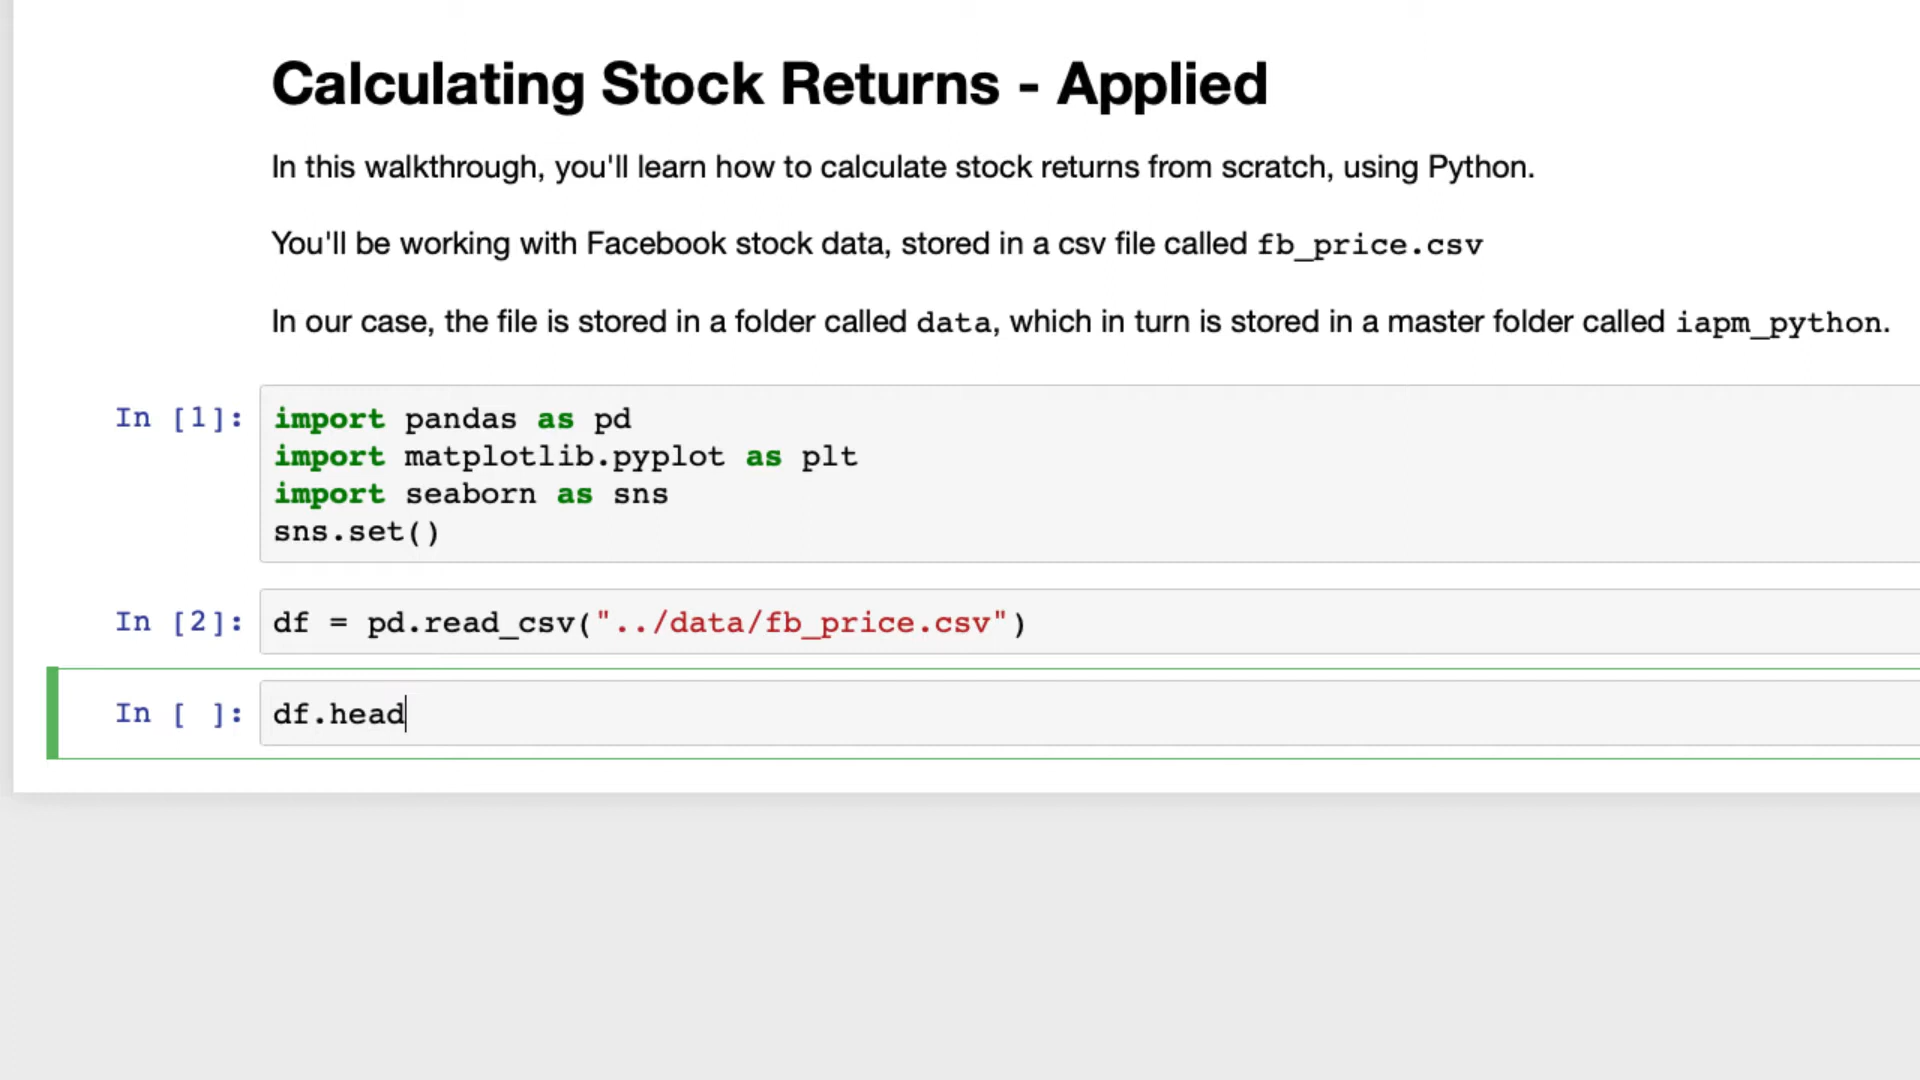 Calculating Stock Returns - Applied
In this walkthrough, you'll learn how to calculate stock returns from scratch, using Python.
You'll be working with Facebook stock data, stored in a csv file called fb_price.csv
In our case, the file is stored in a folder called data, which in turn is stored in a master folder called iapm_python.
In [1]: import pandas as pd
import matplotlib.pyplot as plt
import seaborn as sns
sns.set()
In [2]: df = pd.read_csv("../data/fb_price.csv")
In [ ]: df.head